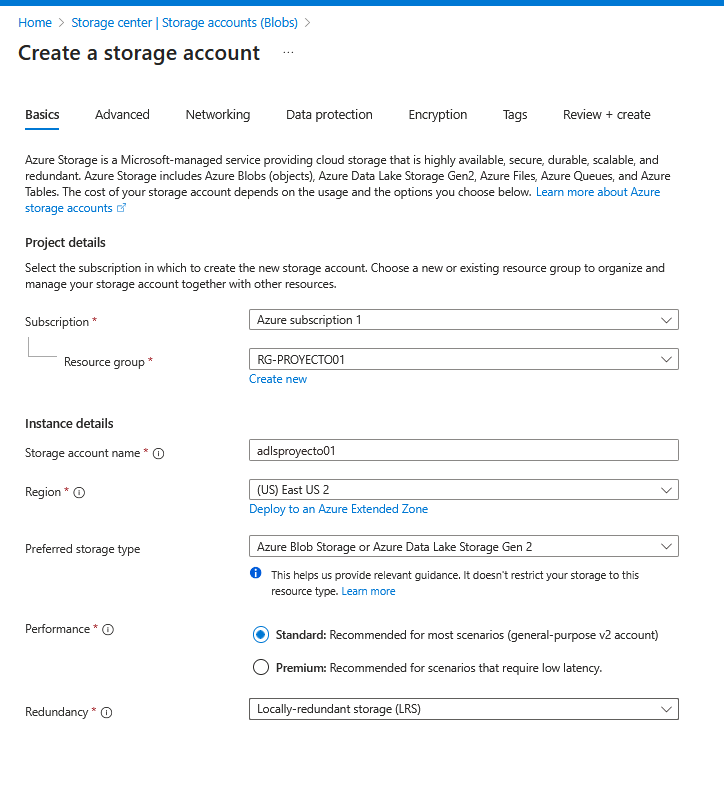 Home > Storage center | Storage accounts (Blobs) >
Create a storage account ...
Basics Advanced Networking Data protection Encryption Tags Review + create
Azure Storage is a Microsoft-managed service providing cloud storage that is highly available, secure, durable, scalable, and
redundant. Azure Storage includes Azure Blobs (objects), Azure Data Lake Storage Gen2, Azure Files, Azure Queues, and Azure
Tables. The cost of your storage account depends on the usage and the options you choose below. Learn more about Azure
storage accounts
Project details
Select the subscription in which to create the new storage account. Choose a new or existing resource group to organize and
manage your storage account together with other resources.
Subscription * Azure subscription 1
Resource group * RG-PROYECTO01
Create new
Instance details
Storage account name * adlsproyecto01
Region * (US) East US 2
Deploy to an Azure Extended Zone
Preferred storage type Azure Blob Storage or Azure Data Lake Storage Gen 2
This helps us provide relevant guidance. It doesn't restrict your storage to this
resource type. Learn more
Performance * Standard: Recommended for most scenarios (general-purpose v2 account)
Premium: Recommended for scenarios that require low latency.
Redundancy * Locally-redundant storage (LRS)